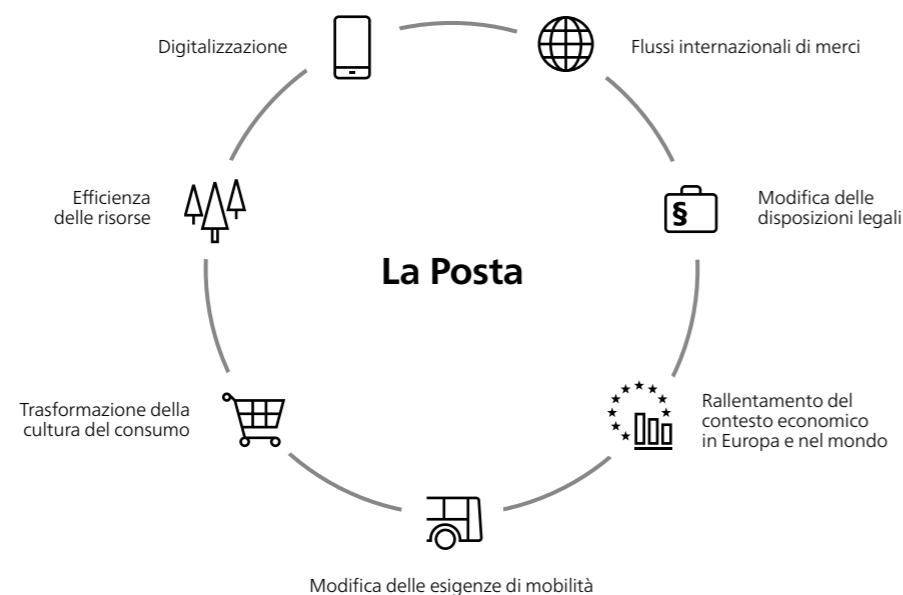 Digitalizzazione
Flussi internazionali di merci
Efficienza
delle risorse
§
Modifica delle
disposizioni legali
La Posta
Trasformazione della
cultura del consumo
Rallentamento del
contesto economico
in Europa e nel mondo
Modifica delle esigenze di mobilità